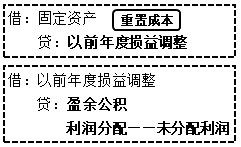 借：固定资产 重置成本
贷：以前年度损益调整
借：以前年度损益调整
贷：盈余公积
利润分配——未分配利润